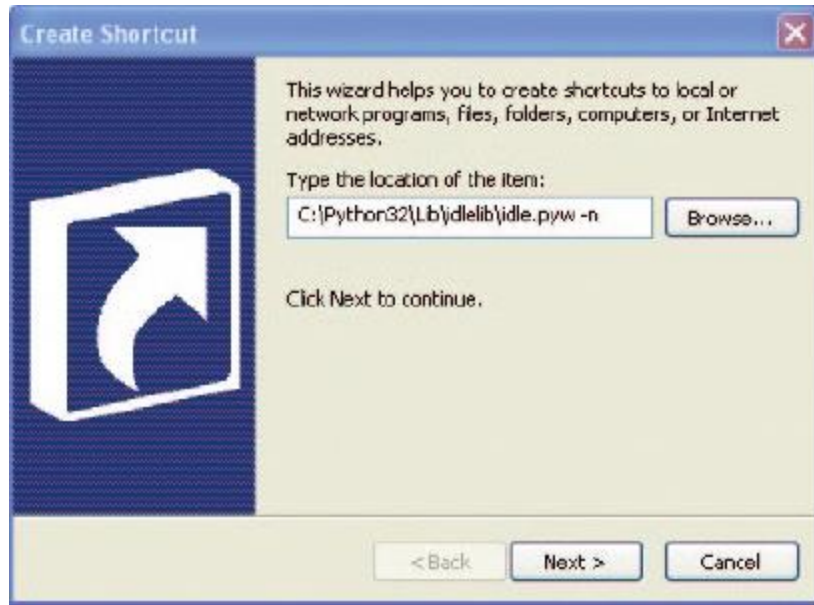 Create Shortcut
This wizard helps you to create shortcuts to local or
network programs, files, folders, computers, or Internet
addresses.
Type the location of the item:
C:\Python32\Lib\idlelib\idle.pyw -n
Browse...
Click Next to continue.
< Back
Next >
Cancel